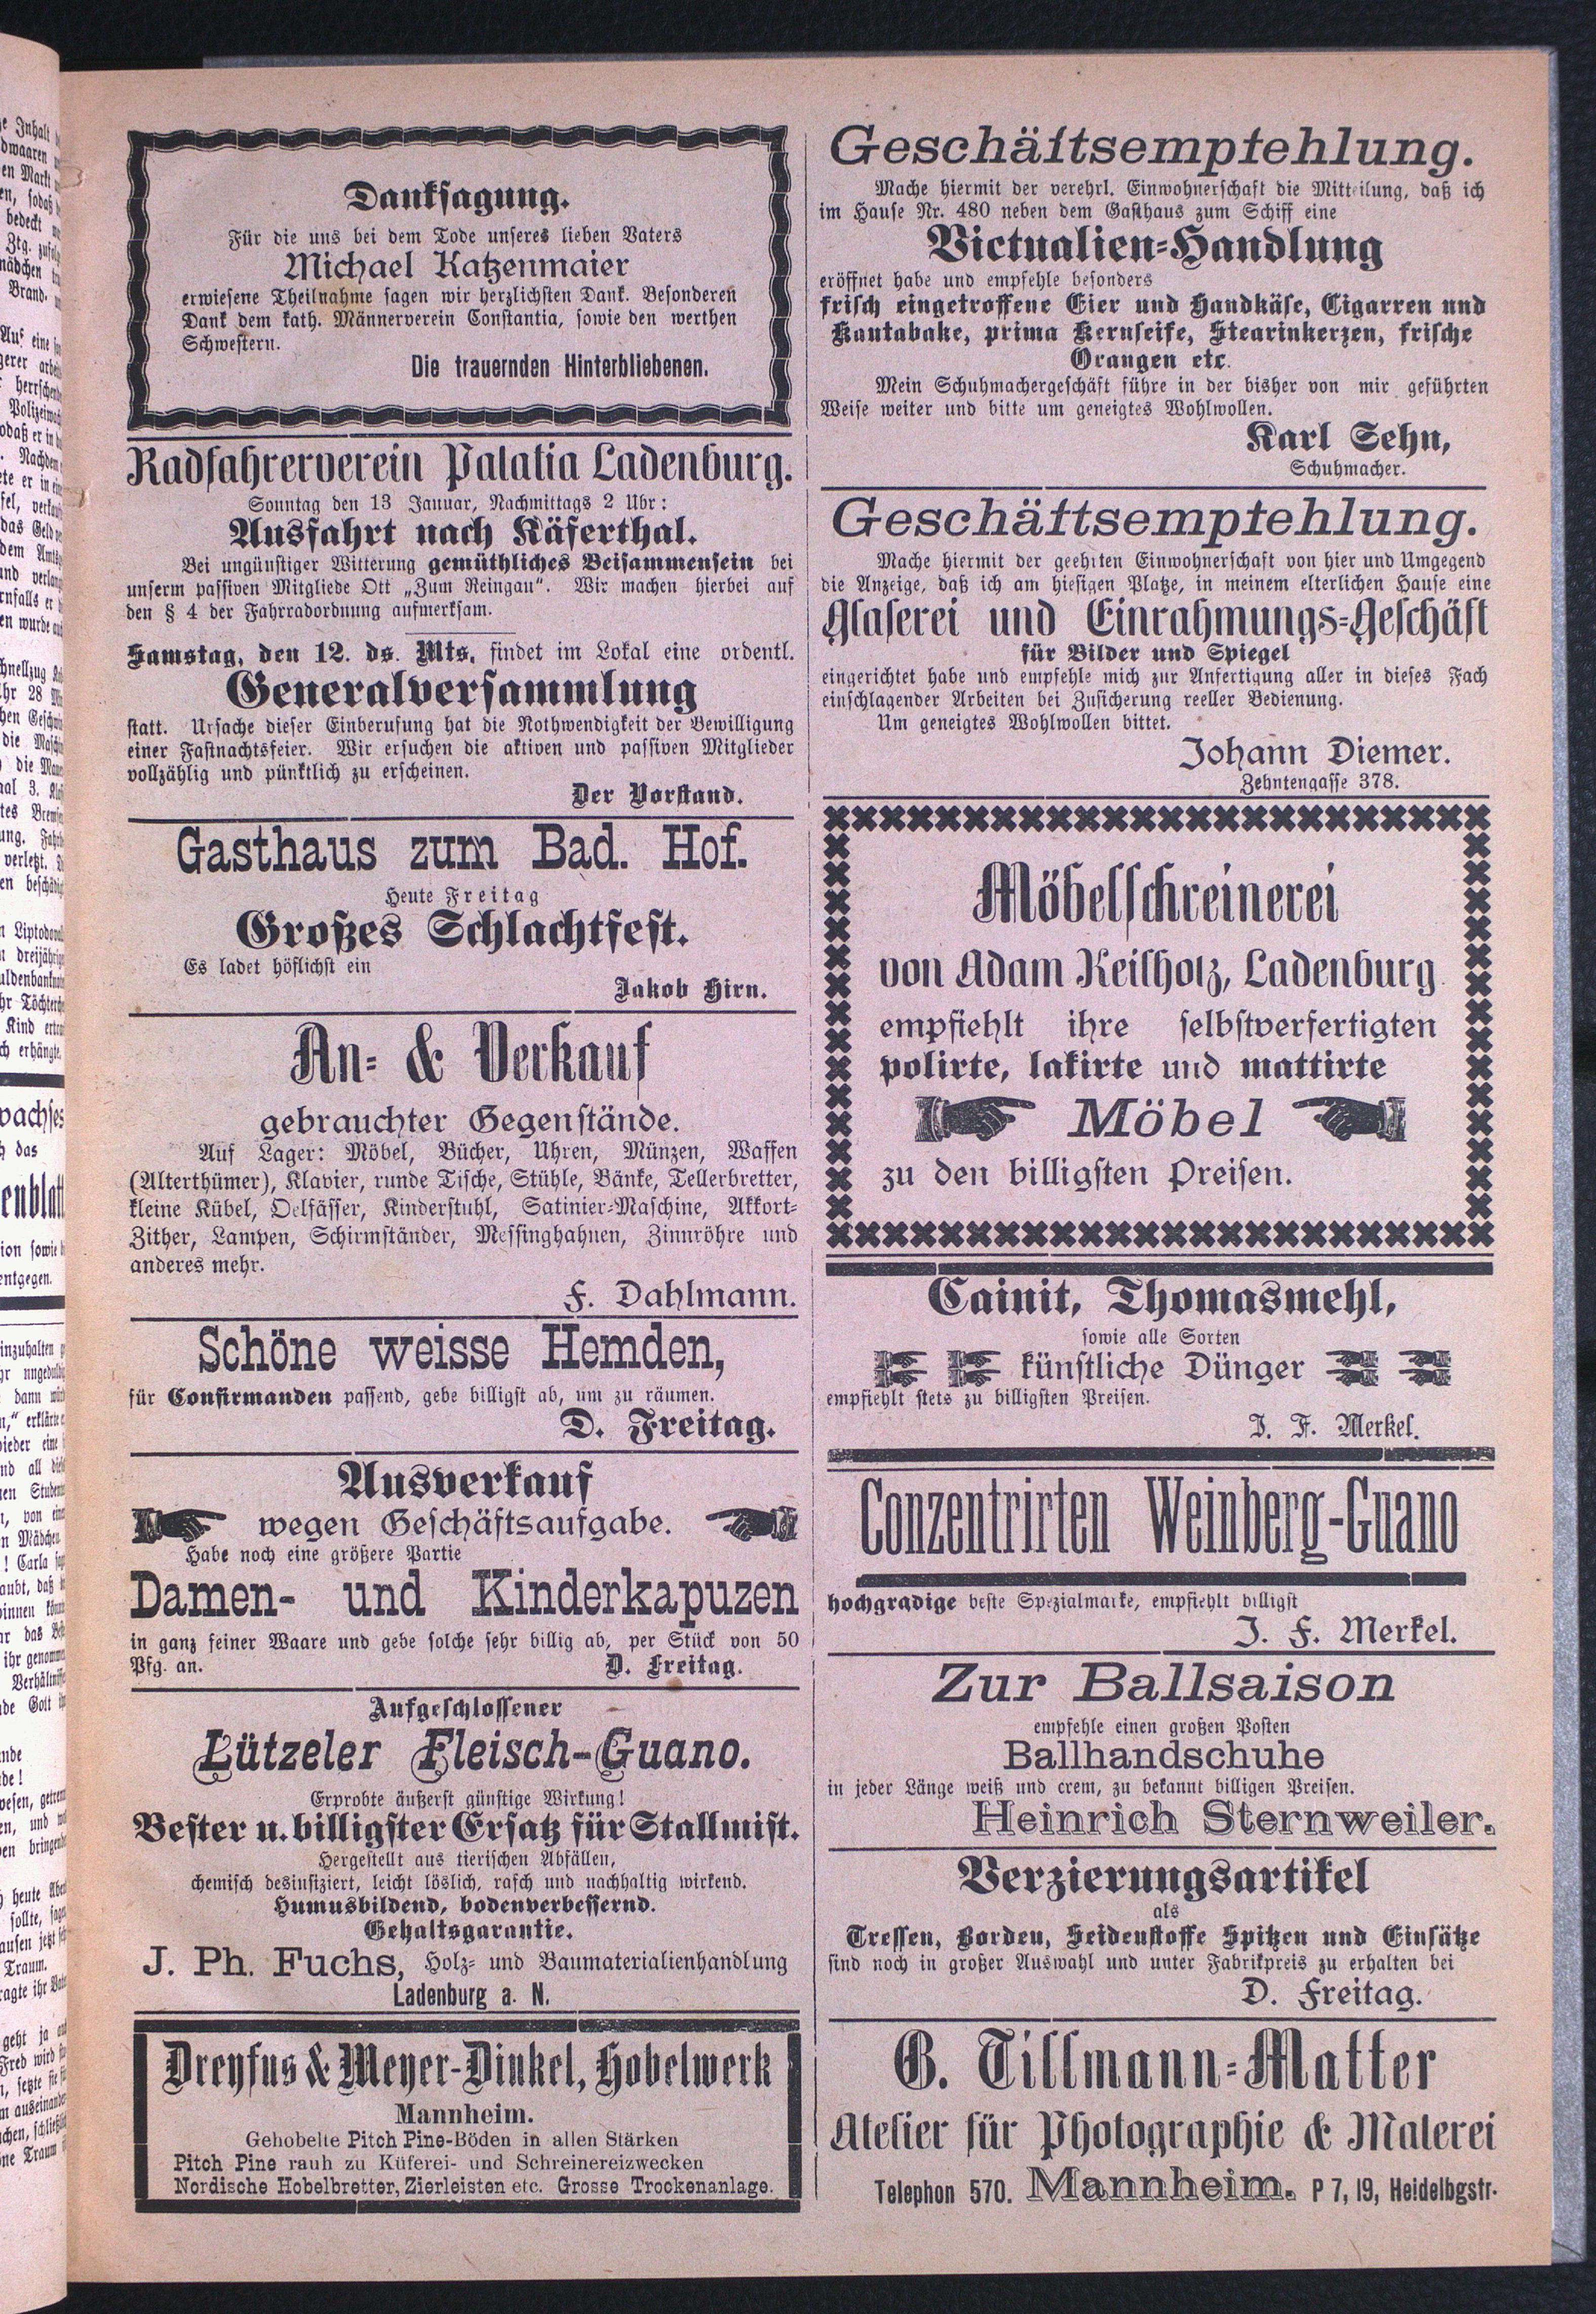 Danksagung.
Für die uns bei dem Tode unseres lieben Vaters
Michael Katzenmaier
erwiesene Theilnahme sagen wir herzlichsten Dank. Besonderen
Dank dem kath. Männerverein Constantia, sowie den werthen
Schwestern.
Die trauernden Hinterbliebenen.
Radfahrerverein Palatia Ladenburg.
Sonntag den 13 Januar, Nachmittags 2 Uhr:
Ausfahrt nach Käferthal.
Bei ungünstiger Witterung gemüthliches Beisammensein bei
unserm passiven Mitgliede Ott „Zum Reingau“. Wir machen hierbei auf
den § 4 der Fahrradordnung aufmerksam.
Samstag, den 12. ds. Mts. findet im Lokal eine ordentl.
Generalversammlung
statt. Ursache dieser Einberufung hat die Nothwendigkeit der Bewilligung
einer Fastnachtsfeier. Wir ersuchen die aktiven und passiven Mitglieder
vollzählig und pünktlich zu erscheinen.
Der Vorstand.
Gasthaus zum Bad. Hof.
Heute Freitag
Großes Schlachtfest.
Es ladet höflichst ein
Jakob Hirn.
An- & Verkauf
gebrauchter Gegenstände.
Auf Lager: Möbel, Bücher, Uhren, Münzen, Waffen
(Alterthümer), Klavier, runde Tische, Stühle, Bänke, Tellerbretter,
kleine Kübel, Oelfässer, Kinderstuhl, Satinier-Maschine, Akkort-
Zither, Lampen, Schirmständer, Messinghahnen, Zinnröhre und
anderes mehr.
F. Dahlmann.
Schöne weisse Hemden,
für Confirmanden passend, gebe billigst ab, um zu räumen.
D. Freitag.
Ausverkauf
wegen Geschäftsaufgabe.
Habe noch eine größere Partie
Damen- und Kinderkapuzen
in ganz feiner Waare und gebe solche sehr billig ab, per Stück von 50
Pfg. an.
D. Freitag.
Aufgeschlossener
Lützeler Fleisch-Guano.
Erprobte äußerst günstige Wirkung!
Bester u. billigster Ersatz für Stallmist.
Hergestellt aus tierischen Abfällen,
chemisch desinfiziert, leicht löslich, rasch und nachhaltig wirkend.
Humusbildend, bodenverbessernd.
Gehaltsgarantie.
J. Ph. Fuchs, Holz- und Baumaterialienhandlung
Ladenburg a. N.
Dreyfus & Meyer-Dinkel, Hobelwerk
Mannheim.
Gehobelte Pitch Pine-Böden in allen Stärken
Pitch Pine rauh zu Küferei- und Schreinereizwecken
Nordische Hobelbretter, Zierleisten etc. Grosse Trockenanlage.
Geschäftsempfehlung.
Mache hiermit der verehrl. Einwohnerschaft die Mitteilung, daß ich
im Hause Nr. 480 neben dem Gasthaus zum Schiff eine
Victualien-Handlung
eröffnet habe und empfehle besonders
frisch eingetroffene Eier und Handkäse, Cigarren und
Kautabake, prima Kernseife, Stearinkerzen, frische
Orangen etc.
Mein Schuhmachergeschäft führe in der bisher von mir geführten
Weise weiter und bitte um geneigtes Wohlwollen.
Karl Sehn,
Schuhmacher.
Geschäftsempfehlung.
Mache hiermit der geehrten Einwohnerschaft von hier und Umgegend
die Anzeige, daß ich am hiesigen Platze, in meinem elterlichen Hause eine
Glaserei und Einrahmungs-Geschäft
für Bilder und Spiegel
eingerichtet habe und empfehle mich zur Anfertigung aller in dieses Fach
einschlagender Arbeiten bei Zusicherung reeller Bedienung.
Um geneigtes Wohlwollen bittet.
Johann Diemer.
Zehntengasse 378.
Möbelschreinerei
von Adam Keilholz, Ladenburg
empfiehlt ihre selbstverfertigten
polirte, lakirte und mattirte
Möbel
zu den billigsten Preisen.
Cainit, Thomasmehl,
sowie alle Sorten
künstliche Dünger
empfiehlt stets zu billigsten Preisen.
J. F. Merkel.
Conzentrirten Weinberg-Guano
hochgradige beste Spezialmarke, empfiehlt billigst
J. F. Merkel.
Zur Ballsaison
empfehle einen großen Posten
Ballhandschuhe
in jeder Länge weiß und crem, zu bekannt billigen Preisen.
Heinrich Sternweiler.
Verzierungsartikel
als
Tressen, Borden, Seidenstoffe Spitzen und Einsätze
sind noch in großer Auswahl und unter Fabrikpreis zu erhalten bei
D. Freitag.
G. Tillmann-Matter
Atelier für Photographie & Malerei
Telephon 570. Mannheim. P 7, 19, Heidelbgstr.